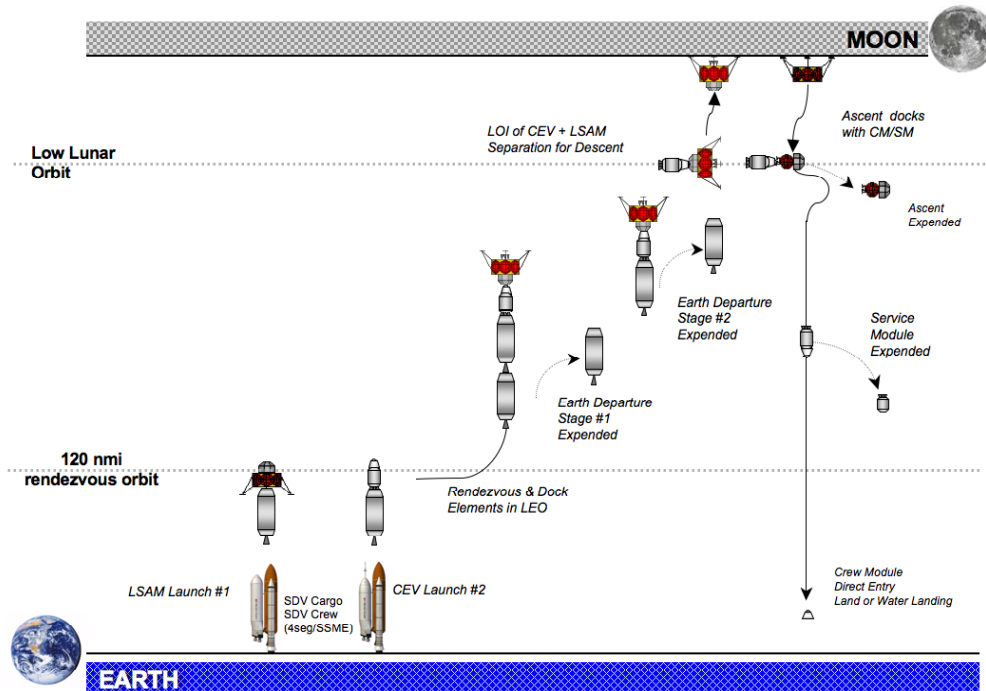 MOON
LOI of CEV + LSAM
Separation for Descent
Ascent docks
with CM/SM
Low Lunar
Orbit
Ascent
Expended
Earth Departure
Stage #2
Expended
Service
Module
Expended
Earth Departure
Stage #1
Expended
120 nmi
rendezvous orbit
Rendezvous & Dock
Elements in LEO
LSAM Launch #1
SDV Cargo
SDV Crew
(4seg/SSME)
CEV Launch #2
Crew Module
Direct Entry
Land or Water Landing
EARTH